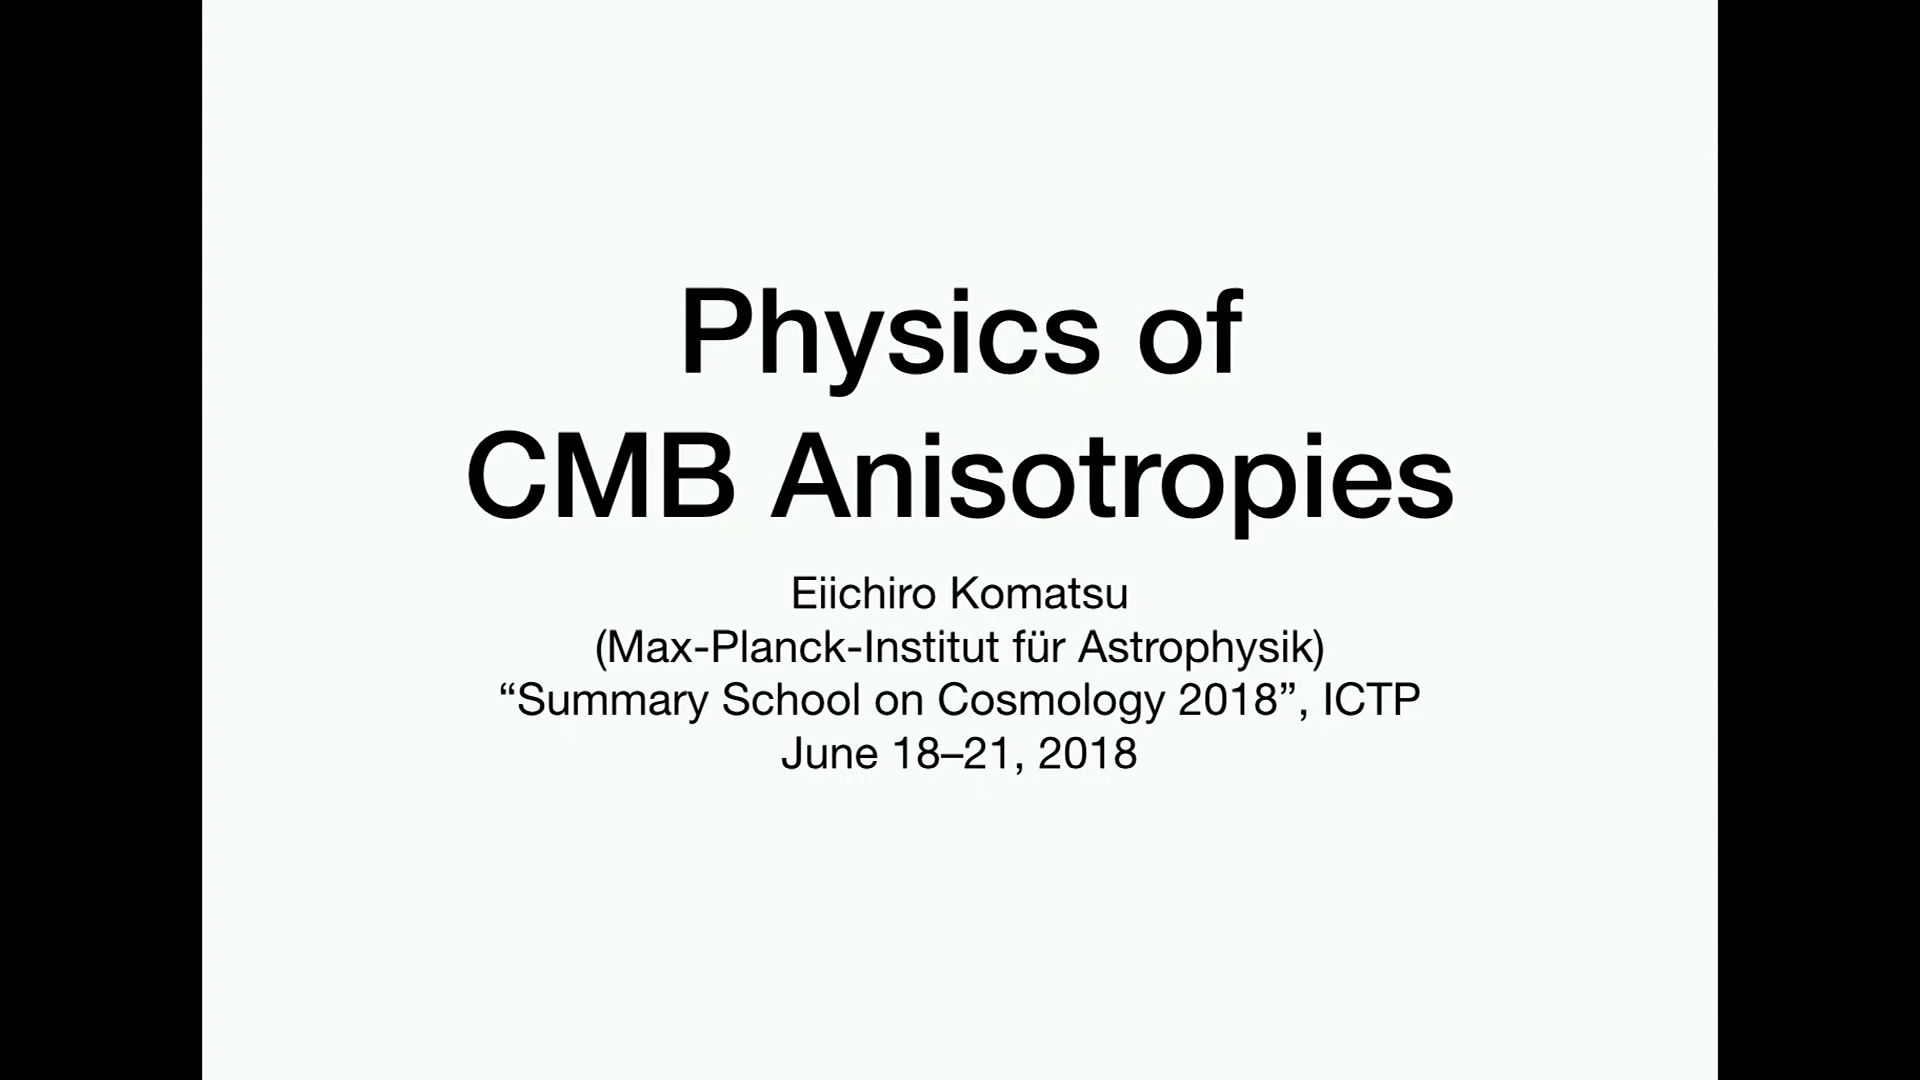 Physics of
CMB Anisotropies
Eiichiro Komatsu
(Max-Planck-Institut für Astrophysik)
“Summary School on Cosmology 2018”, ICTP
June 18–21, 2018